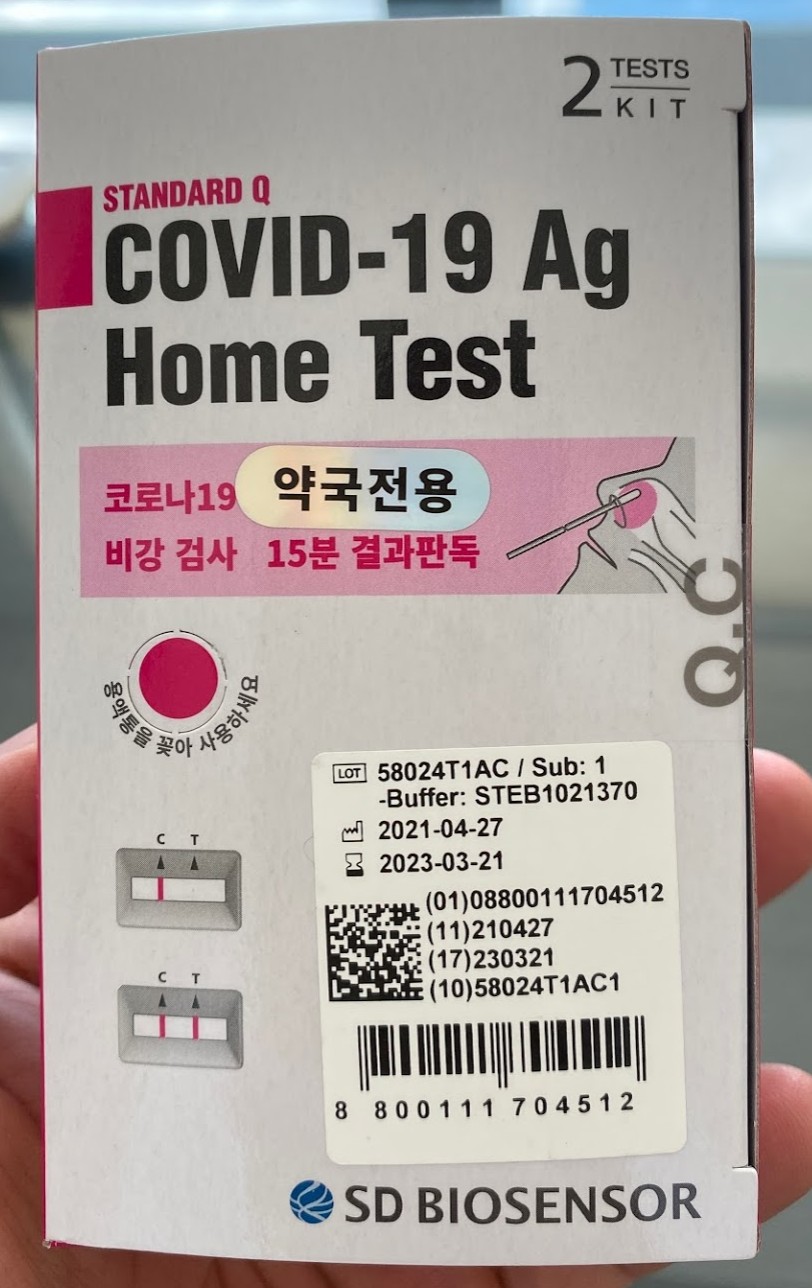 2 TESTS
KIT
STANDARD Q
COVID-19 Ag
Home Test
코로나19 약국전용
비강 검사 15분 결과판독
Q.C
용액통을 꽂아 사용하세요
LOT 58024T1AC / Sub: 1
-Buffer: STEB1021370
2021-04-27
2023-03-21
(01)08800111704512
(11)210427
(17)230321
(10)58024T1AC1
8 800111 704512
C T
C T
SD BIOSENSOR